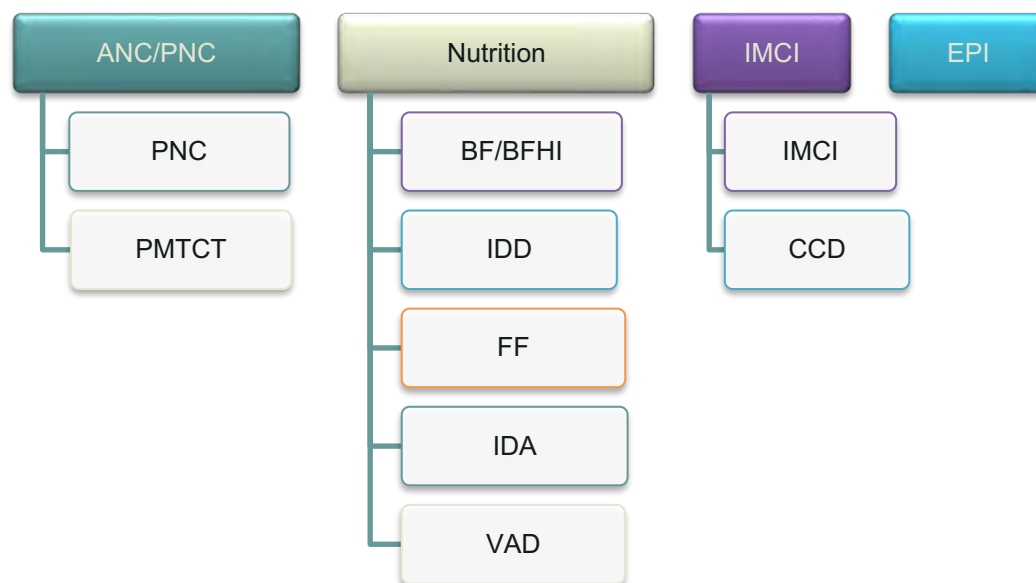 ANC/PNC
PNC
PMTCT
Nutrition
BF/BFHI
IDD
FF
IDA
VAD
IMCI
IMCI
CCD
EPI